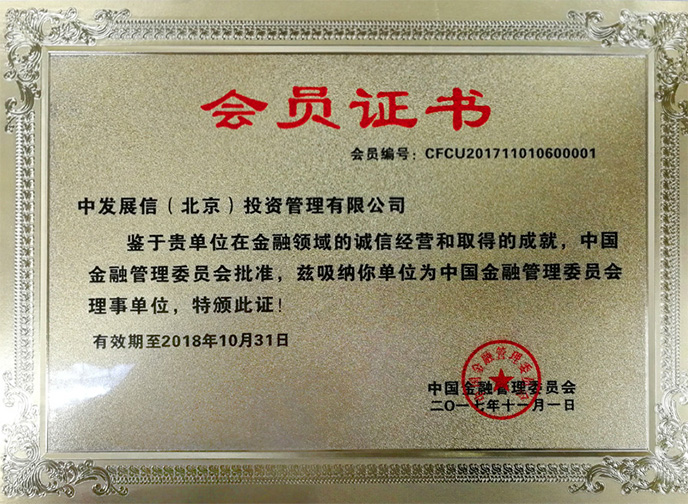 会员证书
会员编号：CFCU201711010600001
中发展信（北京）投资管理有限公司
鉴于贵单位在金融领域的诚信经营和取得的成就，中国
金融管理委员会批准，兹吸纳你单位为中国金融管理委员会
理事单位，特颁此证！
有效期至2018年10月31日
中国金融管理委员会
中国金融管理委员会
二〇一七年十一月一日